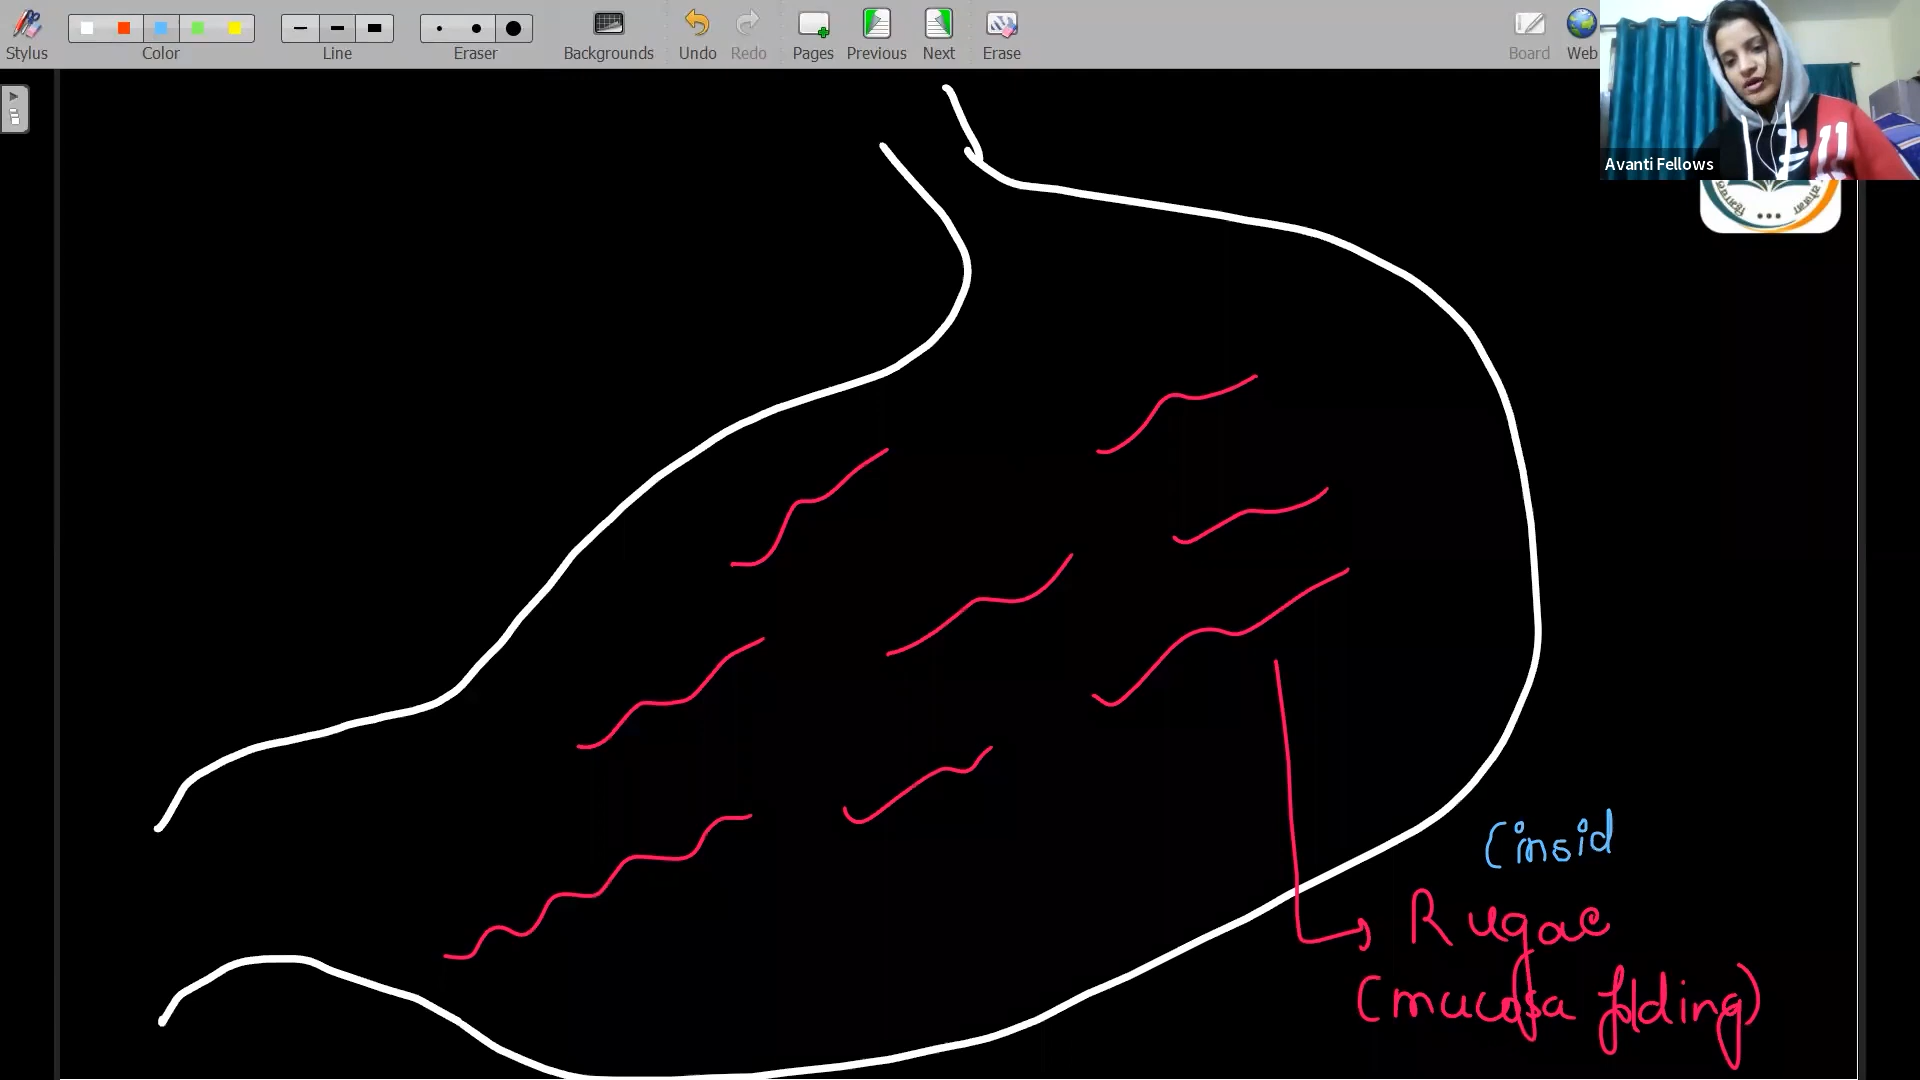 Stylus Color Line Eraser Backgrounds Undo Redo Pages Previous Next Erase Board Web
Avanti Fellows
(insid
Rugae
(mucosa folding)